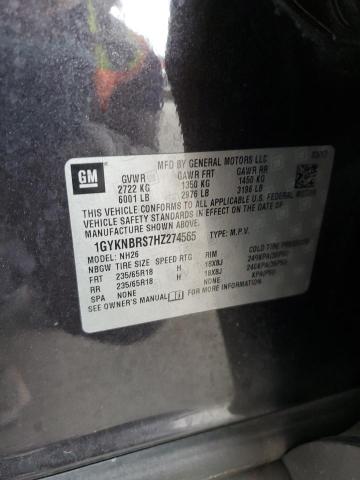 GM
MFD BY GENERAL MOTORS LLC
GVWR GAWR FRT GAWR RR
2722 KG 1350 KG 1450 KG
6001 LB 2976 LB 3196 LB
THIS VEHICLE CONFORMS TO ALL APPLICABLE U.S. FEDERAL MOTOR
VEHICLE SAFETY STANDARDS IN EFFECT ON THE DATE OF
MANUFACTURE SHOWN ABOVE.
1GYKNBRS7HZ274565 TYPE: M.P.V.
MODEL: NH26
NBGW TIRE SIZE SPEED RTG RIM COLD TIRE
FRT 235/65R18 H 18X8J
RR 235/65R18 H 18X8J
SPA NONE NONE
SEE OWNER'S MANUAL FOR MORE INFORMATION.